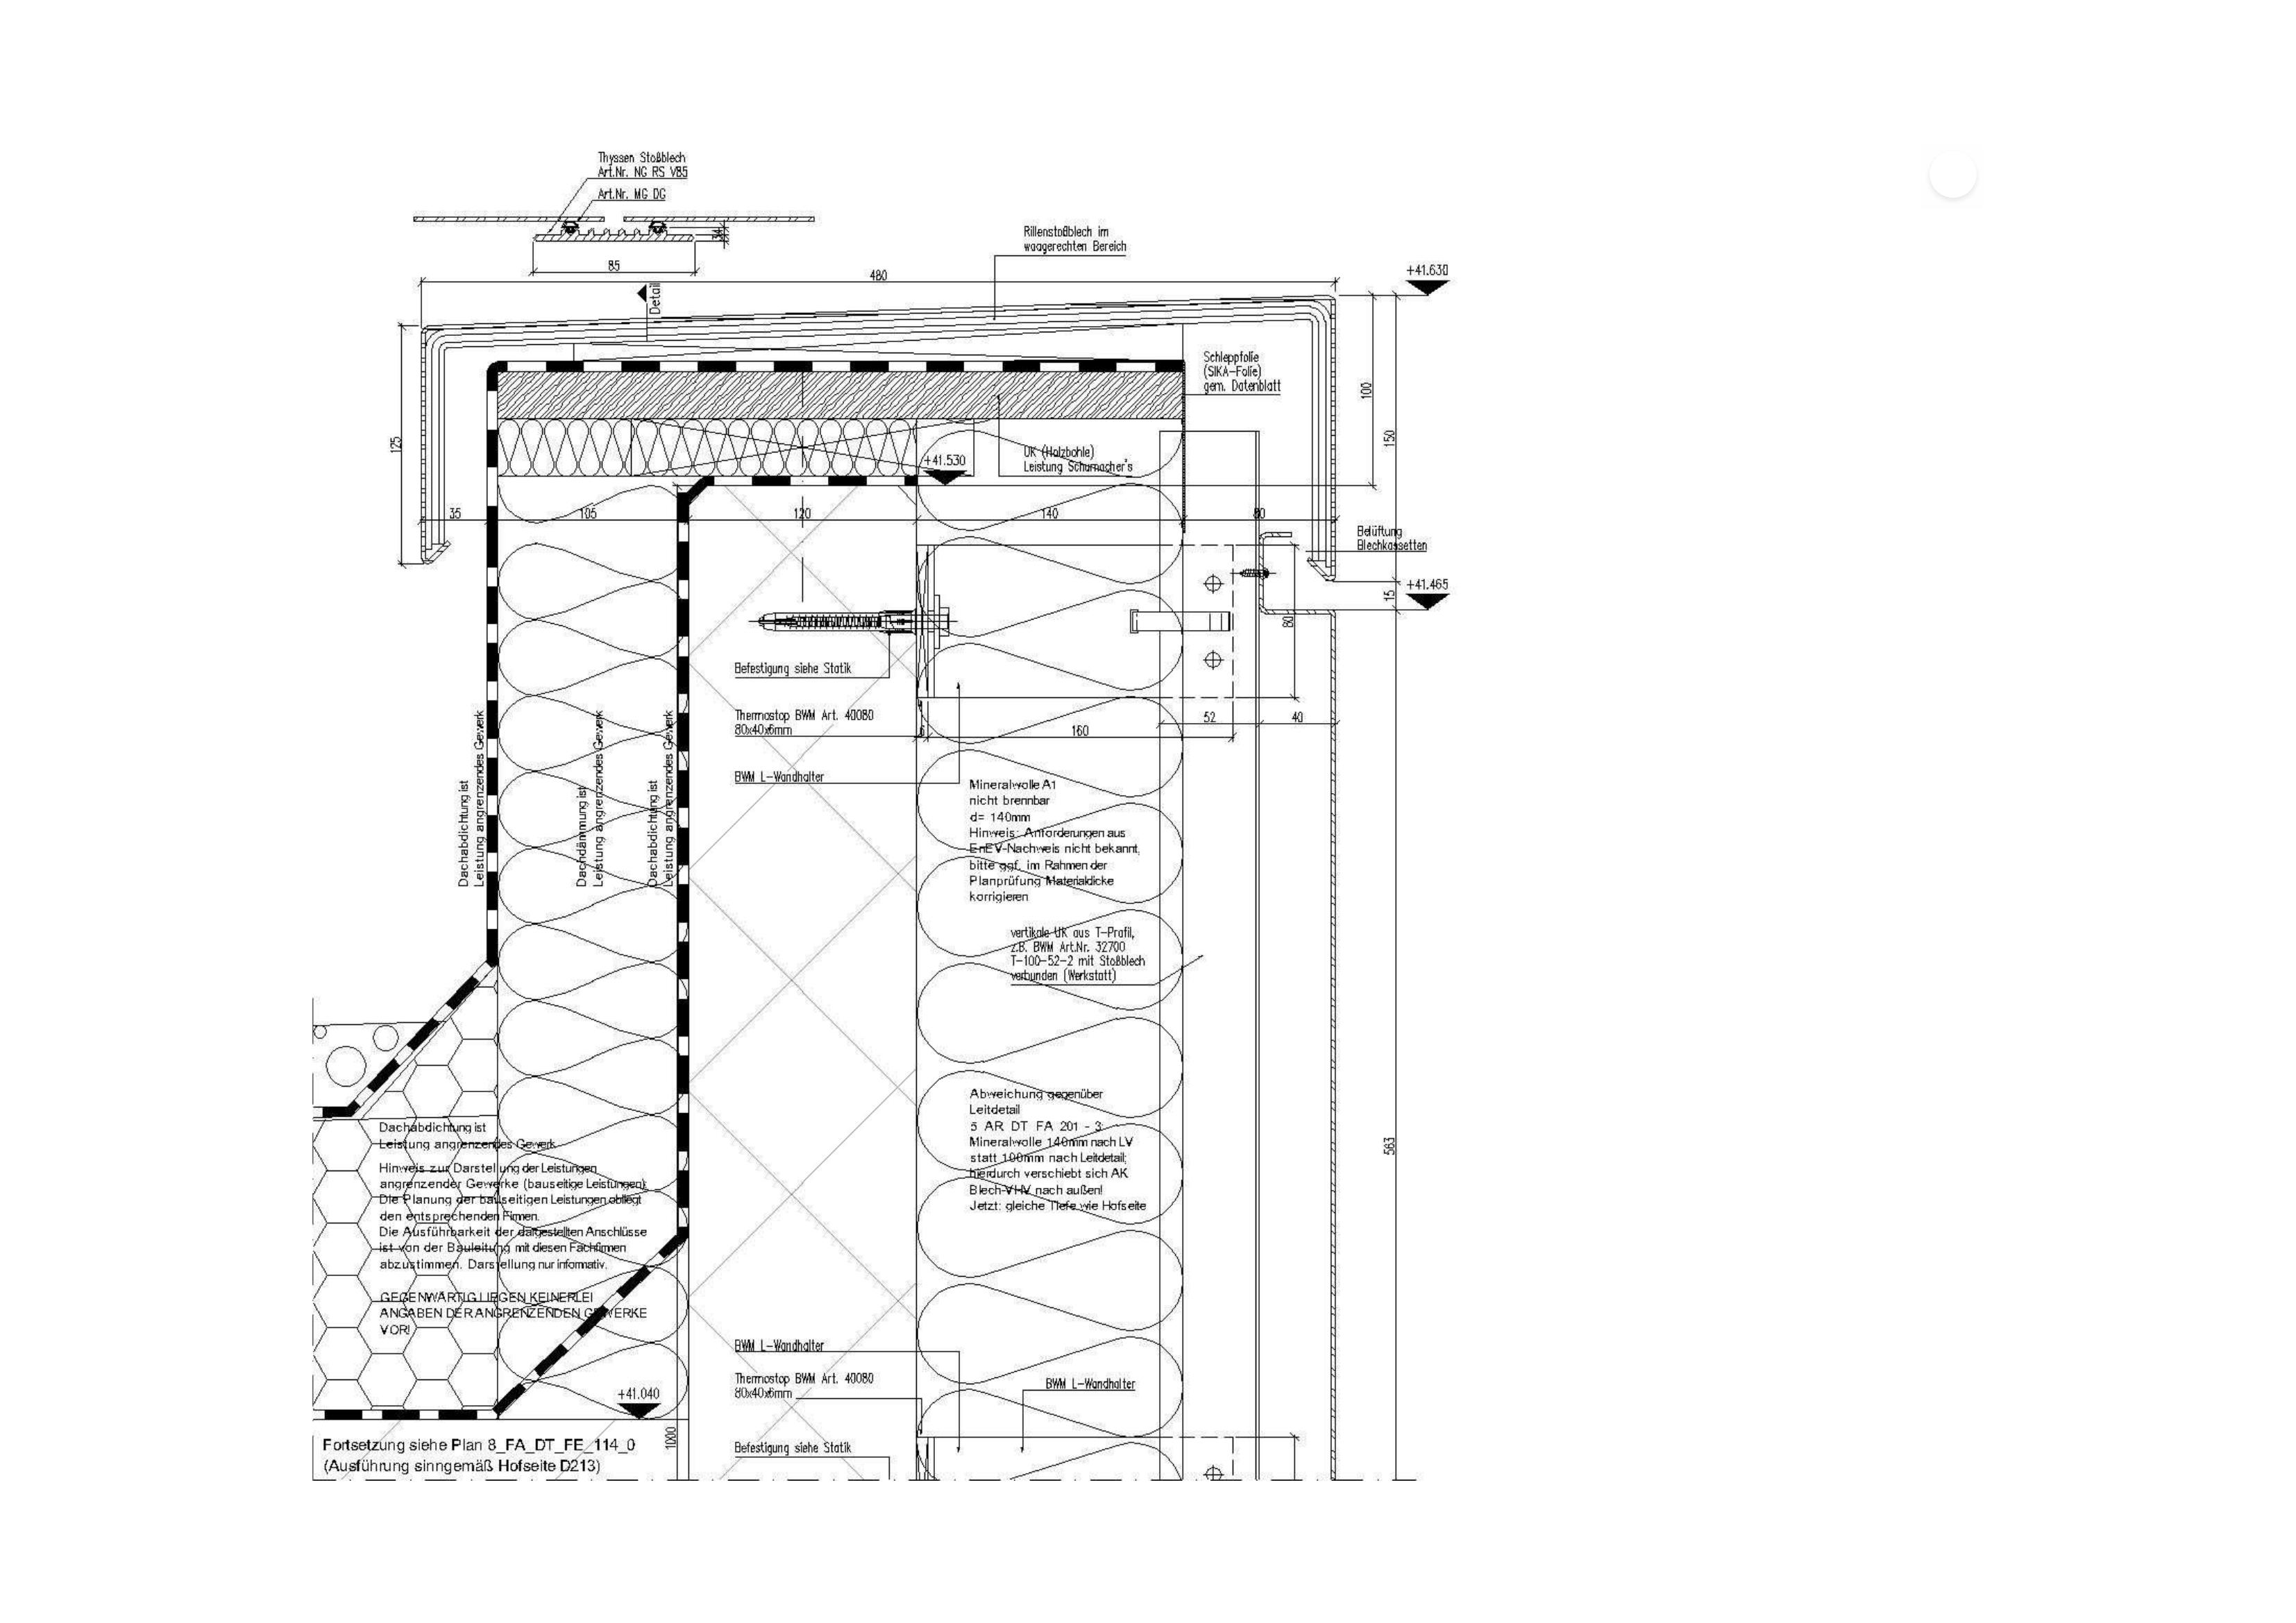 Thyssen Stoßblech
Art.Nr. NG RS V85
Art.Nr. MG DG
85
Rillenstoßblech im
waagerechten Bereich
480
+41.630
Detail
Schleppfolie
(SIKA-Folie)
gem. Datenblatt
100
125
150
UK (Holzbohle)
Leistung Schumacher's
+41.530
35
105
120
140
80
Belüftung
Blechkassetten
+41.465
15
80
Befestigung siehe Statik
Thermostop BWM Art. 40080
80x40x6mm
52
40
160
BWM L-Wandhalter
Dachabdichtung ist
Leistung angrenzendes Gewerk
Dachdämmung ist
Leistung angrenzendes Gewerk
Dachabdichtung ist
Leistung angrenzendes Gewerk
Mineralwolle A1
nicht brennbar
d= 140mm
Hinweis: Anforderungen aus
EnEV-Nachweis nicht bekannt,
bitte ggf. im Rahmen der
Planprüfung Materialdicke
korrigieren
vertikale UK aus T-Profil,
z.B. BWM Art.Nr. 32700
T-100-52-2 mit Stoßblech
verbunden (Werkstatt)
Abweichung gegenüber
Leitdetail
5 AR DT FA 201 - 3:
Mineralwolle 140mm nach LV
statt 100mm nach Leitdetail;
hierdurch verschiebt sich AK
Blech-VHV nach außen!
Jetzt: gleiche Tiefe wie Hofseite
563
Dachabdichtung ist
Leistung angrenzendes Gewerk
Hinweis zur Darstellung der Leistungen
angrenzender Gewerke (bauseitige Leistungen):
Die Planung der bauseitigen Leistungen obliegt
den entsprechenden Firmen.
Die Ausführbarkeit der dargestellten Anschlüsse
ist von der Bauleitung mit diesen Fachfirmen
abzustimmen. Darstellung nur informativ.
GEGENWÄRTIG LIEGEN KEINERLEI
ANGABEN DER ANGRENZENDEN GEWERKE
VOR!
BWM L-Wandhalter
Thermostop BWM Art. 40080
80x40x6mm
BWM L-Wandhalter
+41.040
1000
Befestigung siehe Statik
Fortsetzung siehe Plan 8_FA_DT_FE_114_0
(Ausführung sinngemäß Hofseite D213)